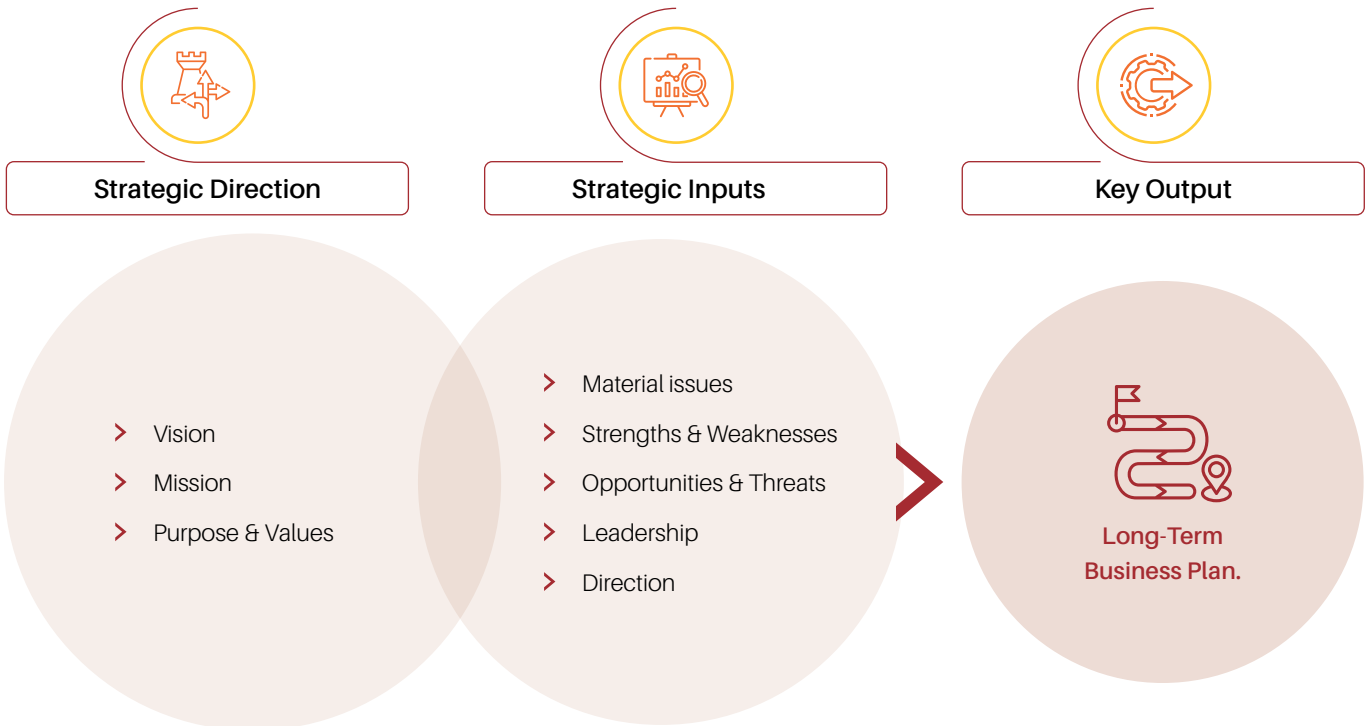 Strategic Direction
Strategic Inputs
Key Output
Vision
Mission
Purpose & Values
Material issues
Strengths & Weaknesses
Opportunities & Threats
Leadership
Direction
Long-Term
Business Plan.